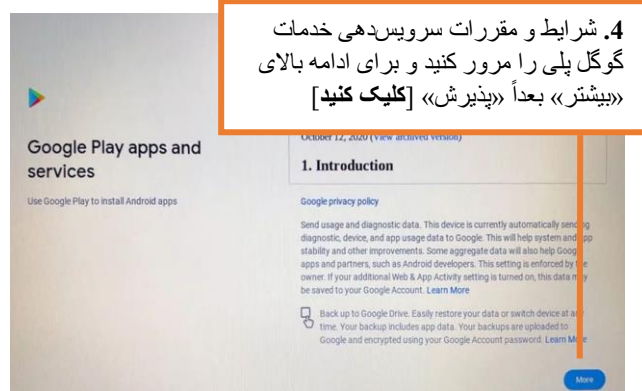 4. شرایط و مقررات سرویس‌دهی خدمات
گوگل پلی را مرور کنید و برای ادامه بالای
«بیشتر» بعداً «پذیرش» [کلیک کنید]
Google Play apps and
services
Use Google Play to install Android apps
October 12, 2020 (View archived version)
1. Introduction
Google privacy policy
Send usage and diagnostic data. This device is currently automatically sending
diagnostic, device, and app usage data to Google. This will help system and app
stability and other improvements. Some aggregate data will also help Google
apps and partners, such as Android developers. This setting is enforced by the
owner. If your additional Web & App Activity setting is turned on, this data may
be saved to your Google Account. Learn More
Back up to Google Drive. Easily restore your data or switch device at any
time. Your backup includes app data. Your backups are uploaded to
Google and encrypted using your Google Account password. Learn More
More